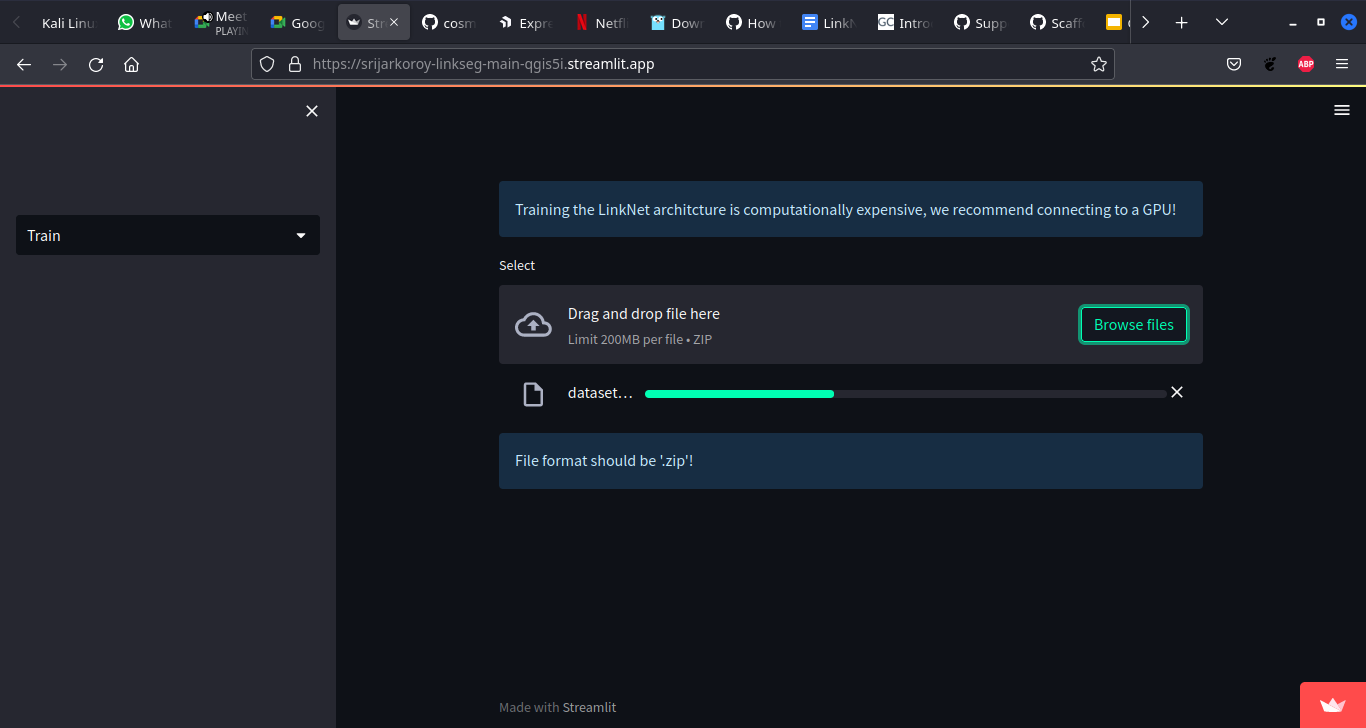 Kali Linu
What
Meet
PLAYIN
Goog
Str
cosm
Expre
Netfli
Dow
How
LinkN
GC
Intro
Supp
Scaff
https://srijarkoroy-linkseg-main-qgis5i.streamlit.app
ABP
Train
Training the LinkNet architcture is computationally expensive, we recommend connecting to a GPU!
Select
Drag and drop file here
Limit 200MB per file • ZIP
Browse files
dataset...
File format should be '.zip'!
Made with Streamlit